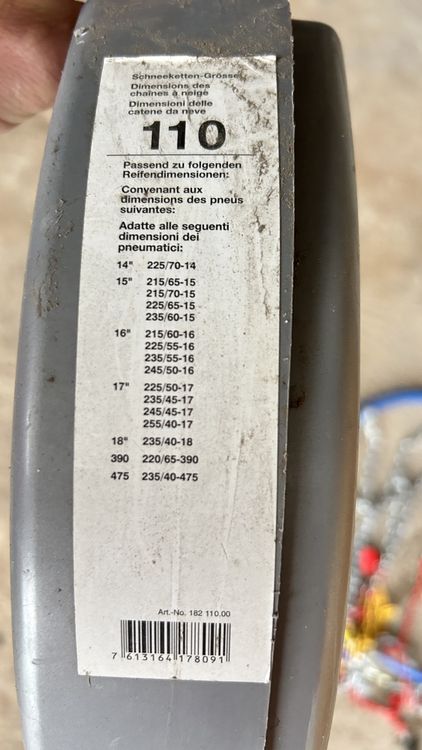 Schneeketten-Grösse
Dimensions des
chaînes à neige
Dimensioni delle
catene da neve
110
Passend zu folgenden
Reifendimensionen:
Convenant aux
dimensions des pneus
suivantes:
Adatte alle seguenti
dimensioni dei
pneumatici:
14" 225/70-14
15" 215/65-15
215/70-15
225/65-15
235/60-15
16" 215/60-16
225/55-16
235/55-16
245/50-16
17" 225/50-17
235/45-17
245/45-17
255/40-17
18" 235/40-18
390 220/65-390
475 235/40-475
Art.-No. 182 110.00
7 613164 178091